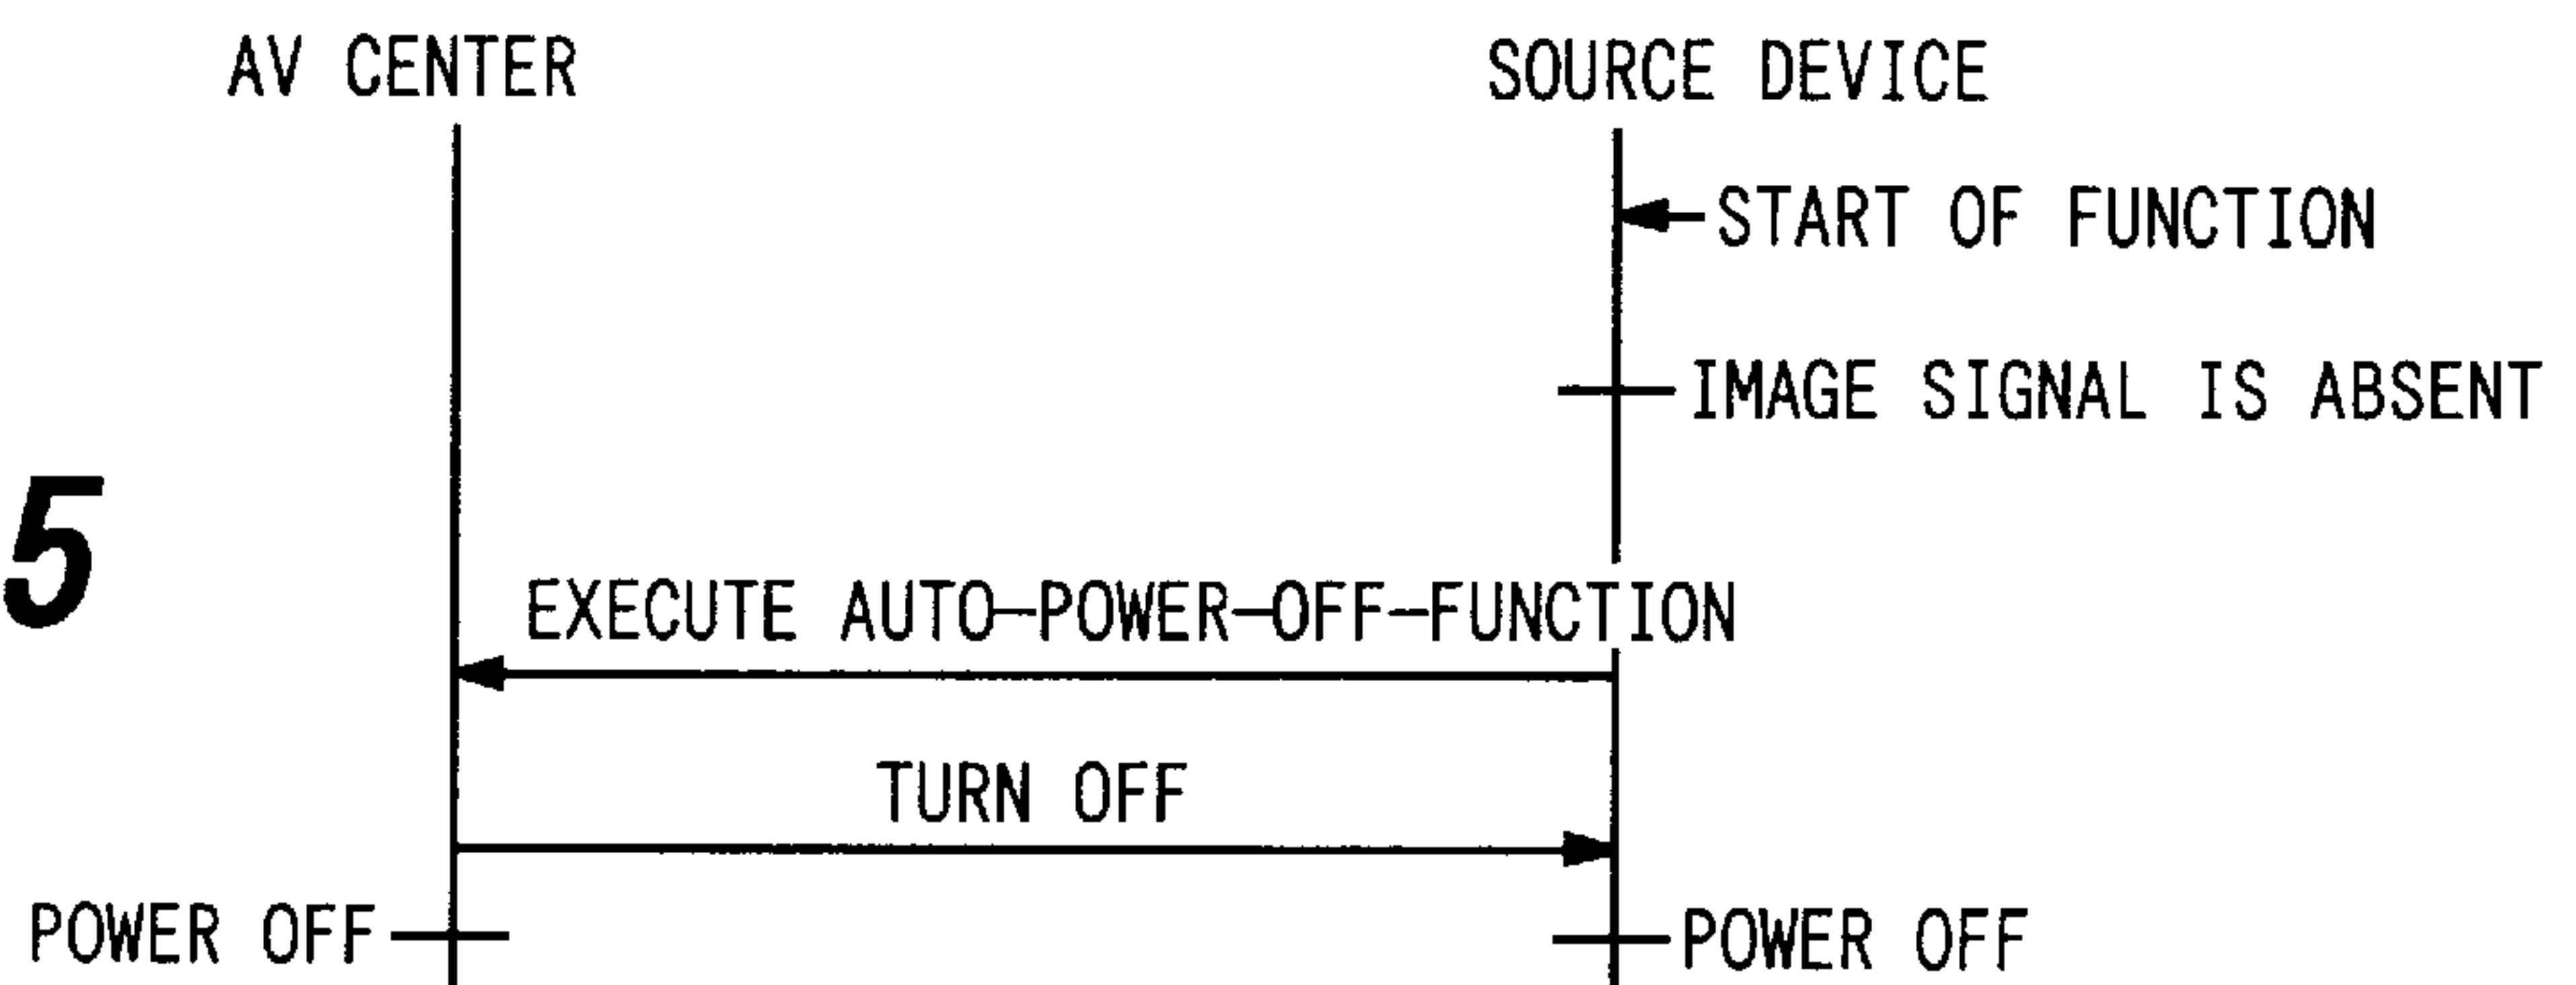 AV CENTER
SOURCE DEVICE
START OF FUNCTION
IMAGE SIGNAL IS ABSENT
5
EXECUTE AUTO-POWER-OFF-FUNCTION
TURN OFF
POWER OFF
POWER OFF